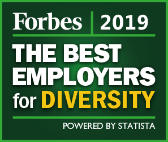 Forbes | 2019
THE BEST
EMPLOYERS
for DIVERSITY
POWERED BY STATISTA